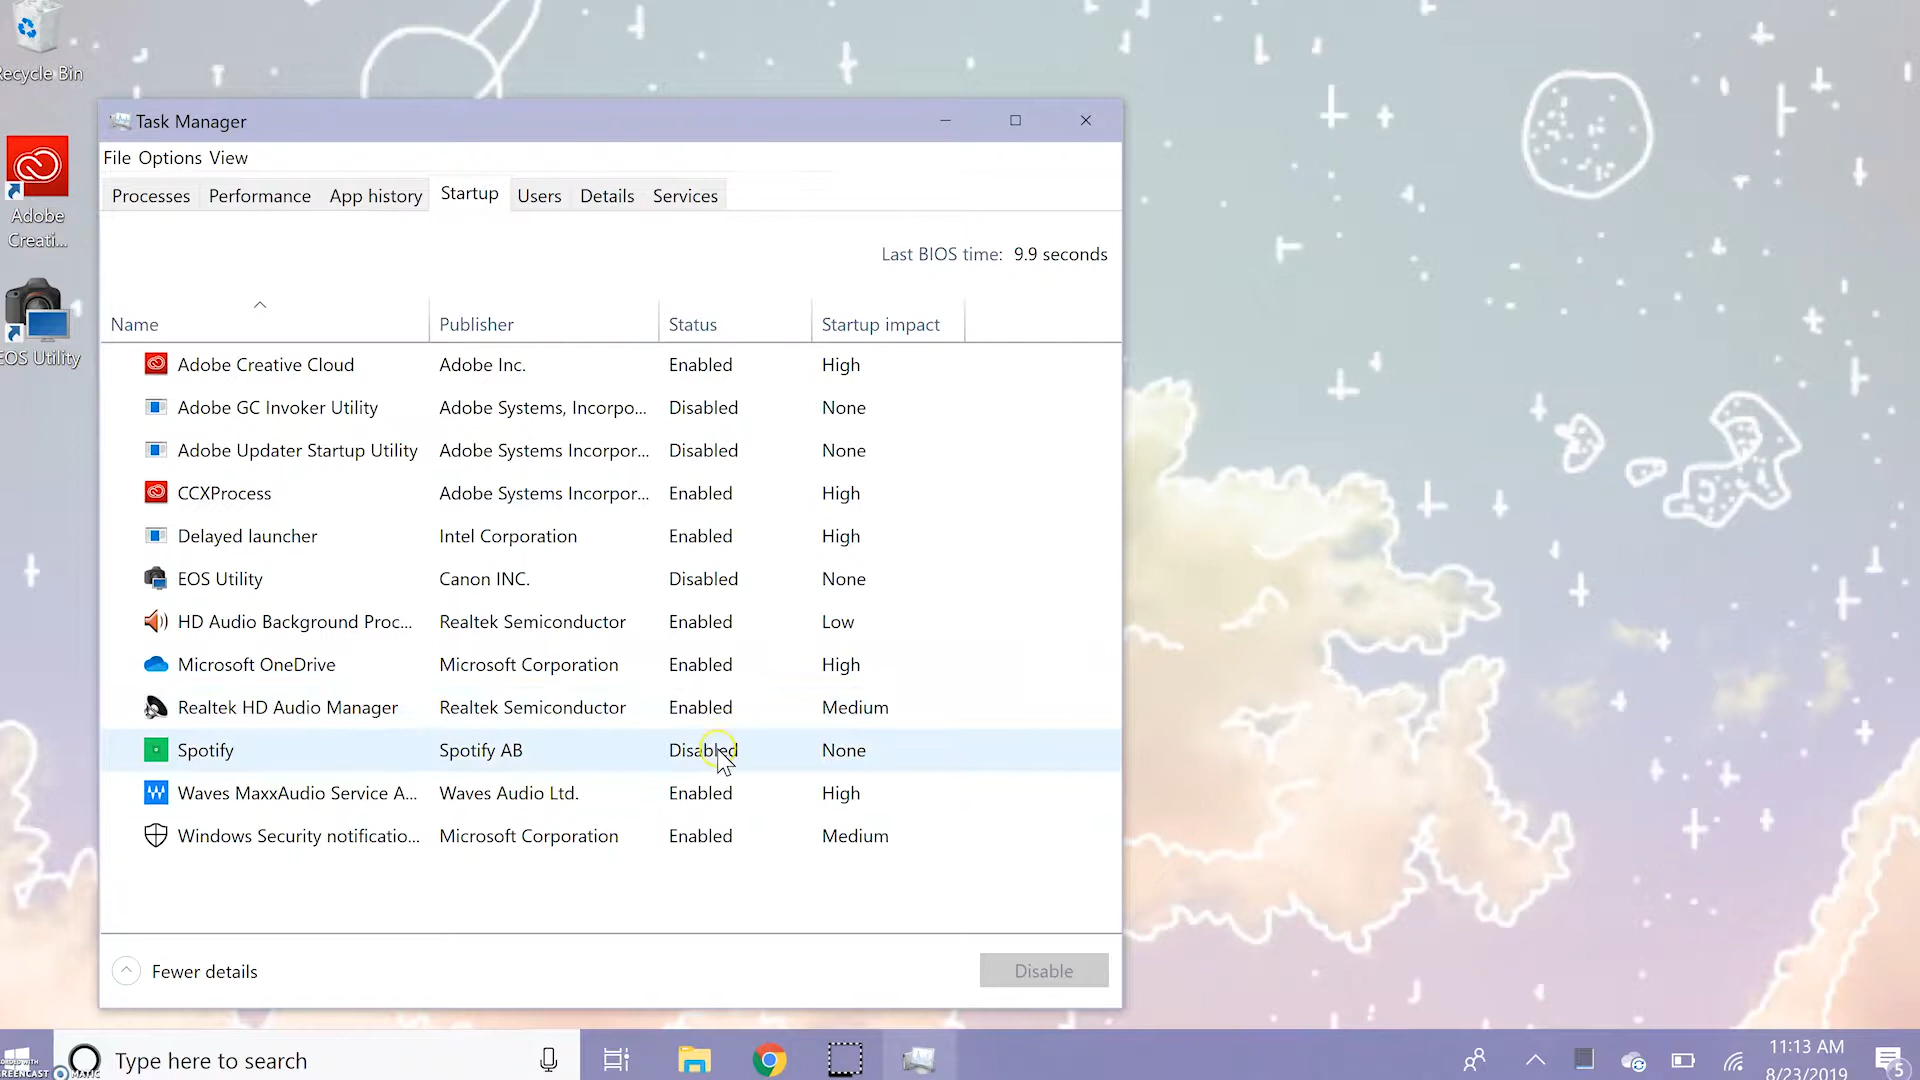 Recycle Bin
Adobe
Creati...
EOS Utility
Task Manager
File Options View
Processes Performance App history Startup Users Details Services
Last BIOS time: 9.9 seconds
Name Publisher Status Startup impact
Adobe Creative Cloud Adobe Inc. Enabled High
Adobe GC Invoker Utility Adobe Systems, Incorpo... Disabled None
Adobe Updater Startup Utility Adobe Systems Incorpor... Disabled None
CCXProcess Adobe Systems Incorpor... Enabled High
Delayed launcher Intel Corporation Enabled High
EOS Utility Canon INC. Disabled None
HD Audio Background Proc... Realtek Semiconductor Enabled Low
Microsoft OneDrive Microsoft Corporation Enabled High
Realtek HD Audio Manager Realtek Semiconductor Enabled Medium
Spotify Spotify AB Disabled None
Waves MaxxAudio Service A... Waves Audio Ltd. Enabled High
Windows Security notificatio... Microsoft Corporation Enabled Medium
Fewer details Disable
Type here to search
11:13 AM
8/23/2019
5